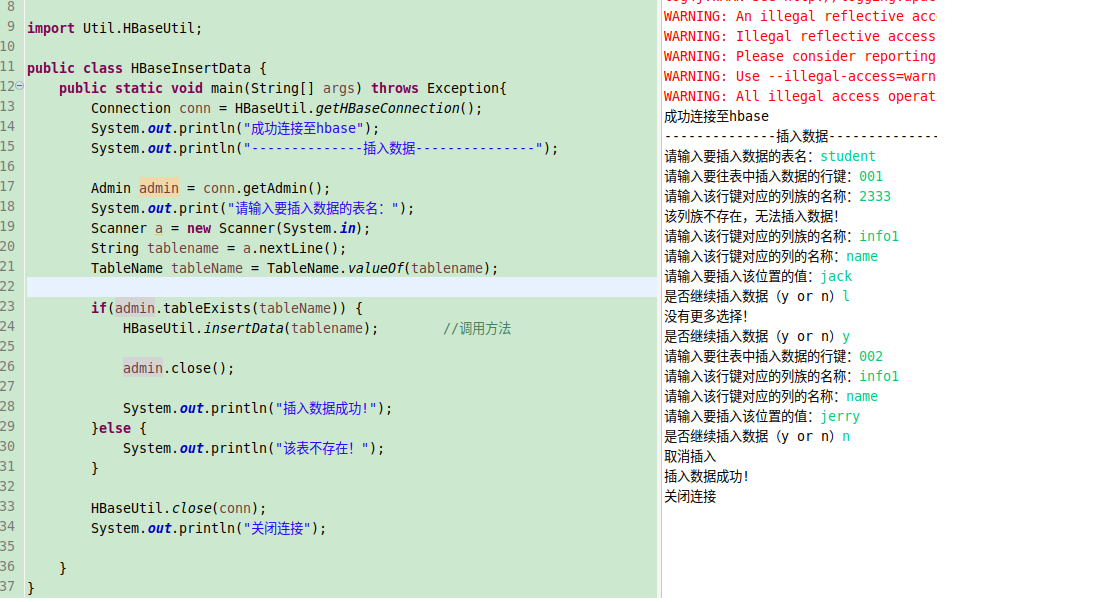 8
9 import Util.HBaseUtil;
10
11 public class HBaseInsertData {
12 public static void main(String[] args) throws Exception{
13 Connection conn = HBaseUtil.getHBaseConnection();
14 System.out.println("成功连接至hbase");
15 System.out.println("--------------插入数据---------------");
16
17 Admin admin = conn.getAdmin();
18 System.out.print("请输入要插入数据的表名：");
19 Scanner a = new Scanner(System.in);
20 String tablename = a.nextLine();
21 TableName tableName = TableName.valueOf(tablename);
22
23 if(admin.tableExists(tableName)) {
24 HBaseUtil.insertData(tablename); //调用方法
25
26 admin.close();
27
28 System.out.println("插入数据成功!");
29 }else {
30 System.out.println("该表不存在！");
31 }
32
33 HBaseUtil.close(conn);
34 System.out.println("关闭连接");
35
36 }
37 }
WARNING: An illegal reflective acc
WARNING: Illegal reflective access
WARNING: Please consider reporting
WARNING: Use --illegal-access=warn
WARNING: All illegal access operat
成功连接至hbase
--------------插入数据--------------
请输入要插入数据的表名：student
请输入要往表中插入数据的行键：001
请输入该行键对应的列族的名称：2333
该列族不存在，无法插入数据！
请输入该行键对应的列族的名称：info1
请输入该行键对应的列的名称：name
请输入要插入该位置的值：jack
是否继续插入数据（y or n）l
没有更多选择！
是否继续插入数据（y or n）y
请输入要往表中插入数据的行键：002
请输入该行键对应的列族的名称：info1
请输入该行键对应的列的名称：name
请输入要插入该位置的值：jerry
是否继续插入数据（y or n）n
取消插入
插入数据成功!
关闭连接